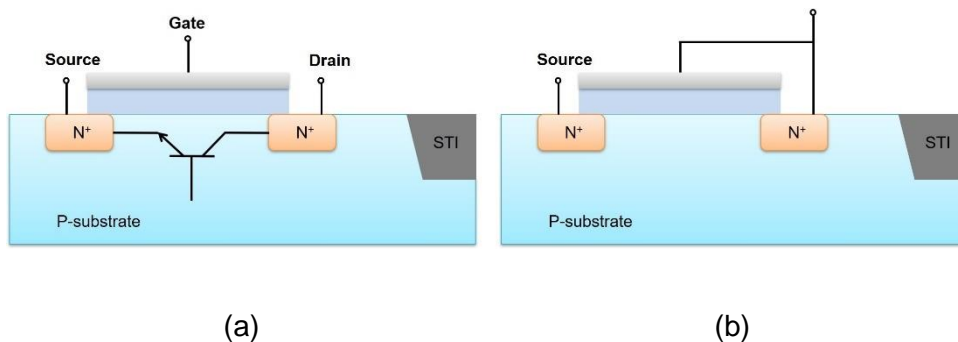 Gate
Source
Drain
N⁺
N⁺
STI
P-substrate
(a)
Source
N⁺
N⁺
STI
P-substrate
(b)